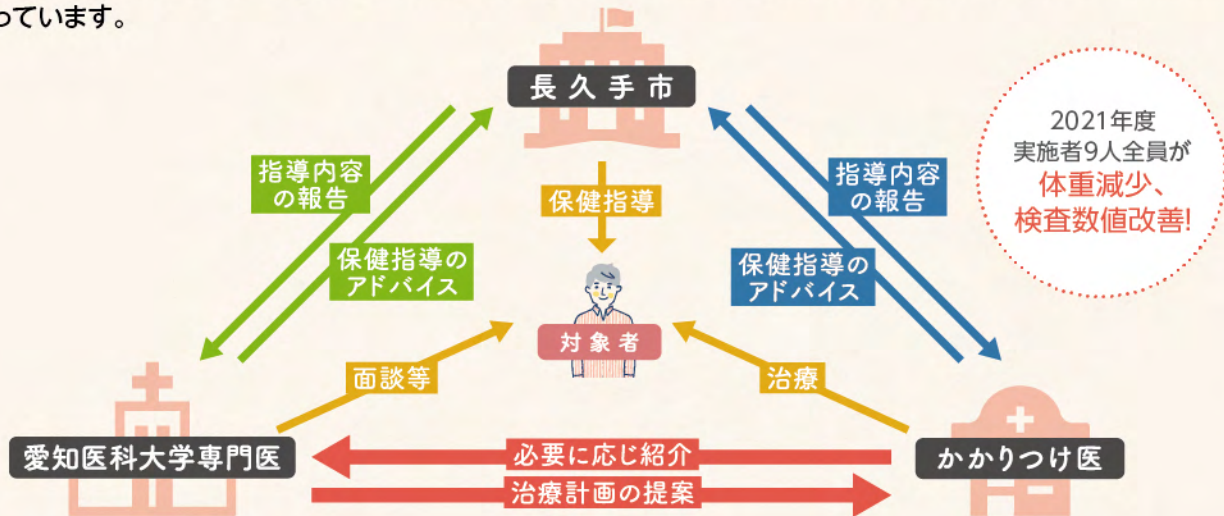 っています。
長久手市
2021年度
実施者9人全員が
体重減少、
検査数値改善!
指導内容
の報告
保健指導の
アドバイス
保健指導
指導内容
の報告
保健指導の
アドバイス
対象者
面談等
治療
愛知医科大学専門医
必要に応じ紹介
治療計画の提案
かかりつけ医